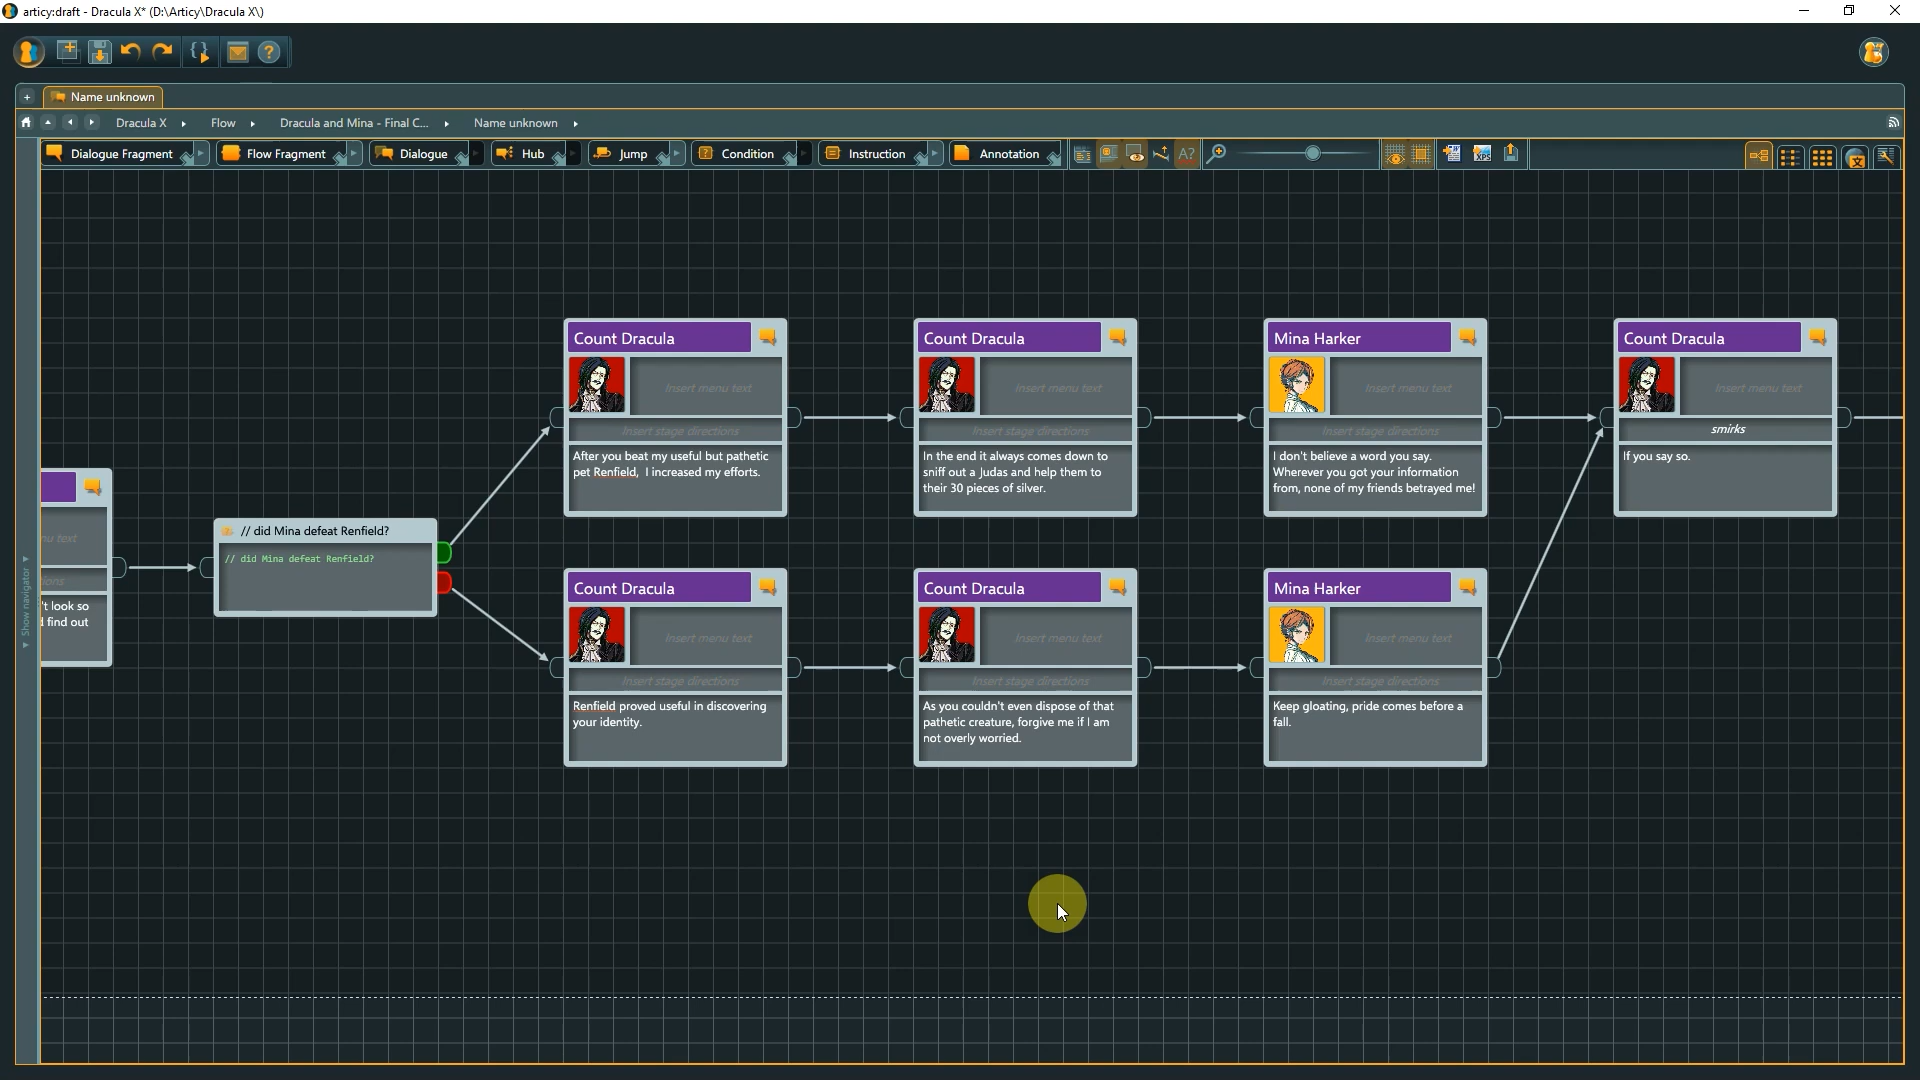 articy:draft - Dracula X* (D:\Articy\Dracula X\)
Name unknown
Dracula X
Flow
Dracula and Mina - Final C...
Name unknown
Dialogue Fragment
Flow Fragment
Dialogue
Hub
Jump
Condition
Instruction
Annotation
Show navigator
nu text
ions
't look so
d find out
// did Mina defeat Renfield?
// did Mina defeat Renfield?
Count Dracula
Insert menu text
Insert stage directions
After you beat my useful but pathetic
pet Renfield,  I increased my efforts.
Count Dracula
Insert menu text
Insert stage directions
In the end it always comes down to
sniff out a Judas and help them to
their 30 pieces of silver.
Mina Harker
Insert menu text
Insert stage directions
I don't believe a word you say.
Wherever you got your information
from, none of my friends betrayed me!
Count Dracula
Insert menu text
smirks
If you say so.
Count Dracula
Insert menu text
Insert stage directions
Renfield proved useful in discovering
your identity.
Count Dracula
Insert menu text
Insert stage directions
As you couldn't even dispose of that
pathetic creature, forgive me if I am
not overly worried.
Mina Harker
Insert menu text
Insert stage directions
Keep gloating, pride comes before a
fall.